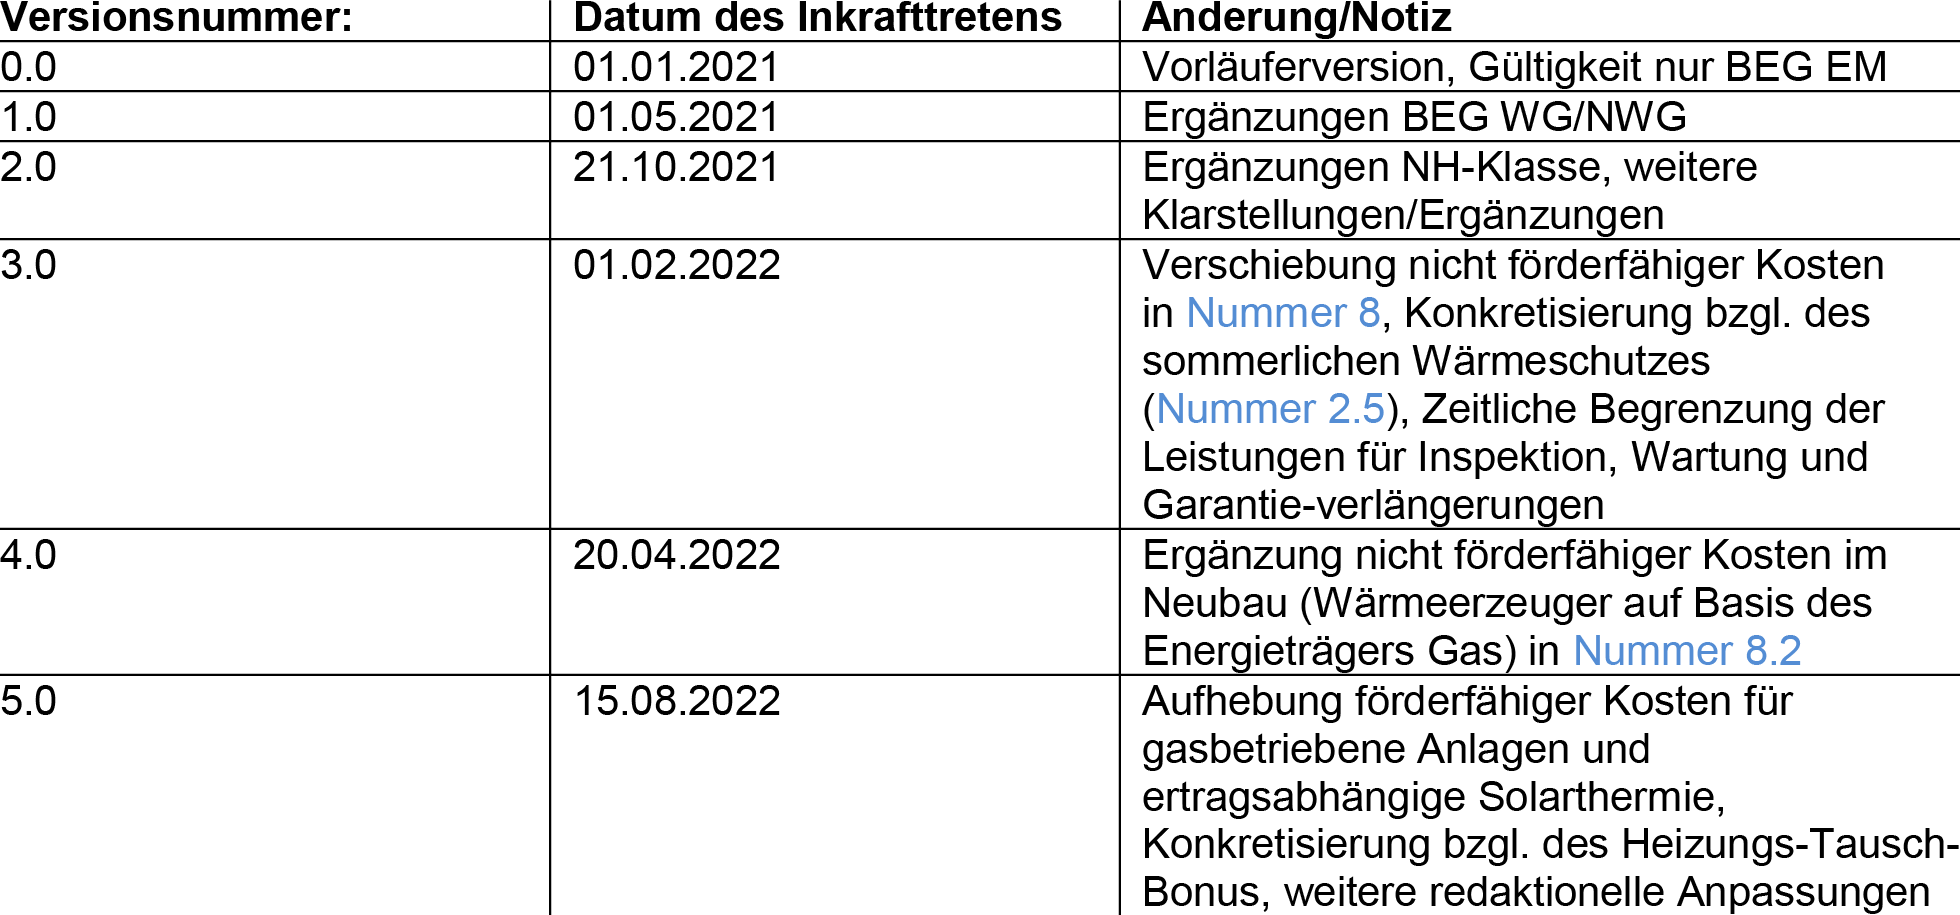 Versionsnummer: Datum des Inkrafttretens Änderung/Notiz
0.0 01.01.2021 Vorläuferversion, Gültigkeit nur BEG EM
1.0 01.05.2021 Ergänzungen BEG WG/NWG
2.0 21.10.2021 Ergänzungen NH-Klasse, weitere
Klarstellungen/Ergänzungen
3.0 01.02.2022 Verschiebung nicht förderfähiger Kosten
in Nummer 8, Konkretisierung bzgl. des
sommerlichen Wärmeschutzes
(Nummer 2.5), Zeitliche Begrenzung der
Leistungen für Inspektion, Wartung und
Garantie-verlängerungen
4.0 20.04.2022 Ergänzung nicht förderfähiger Kosten im
Neubau (Wärmeerzeuger auf Basis des
Energieträgers Gas) in Nummer 8.2
5.0 15.08.2022 Aufhebung förderfähiger Kosten für
gasbetriebene Anlagen und
ertragsabhängige Solarthermie,
Konkretisierung bzgl. des Heizungs-Tausch-
Bonus, weitere redaktionelle Anpassungen